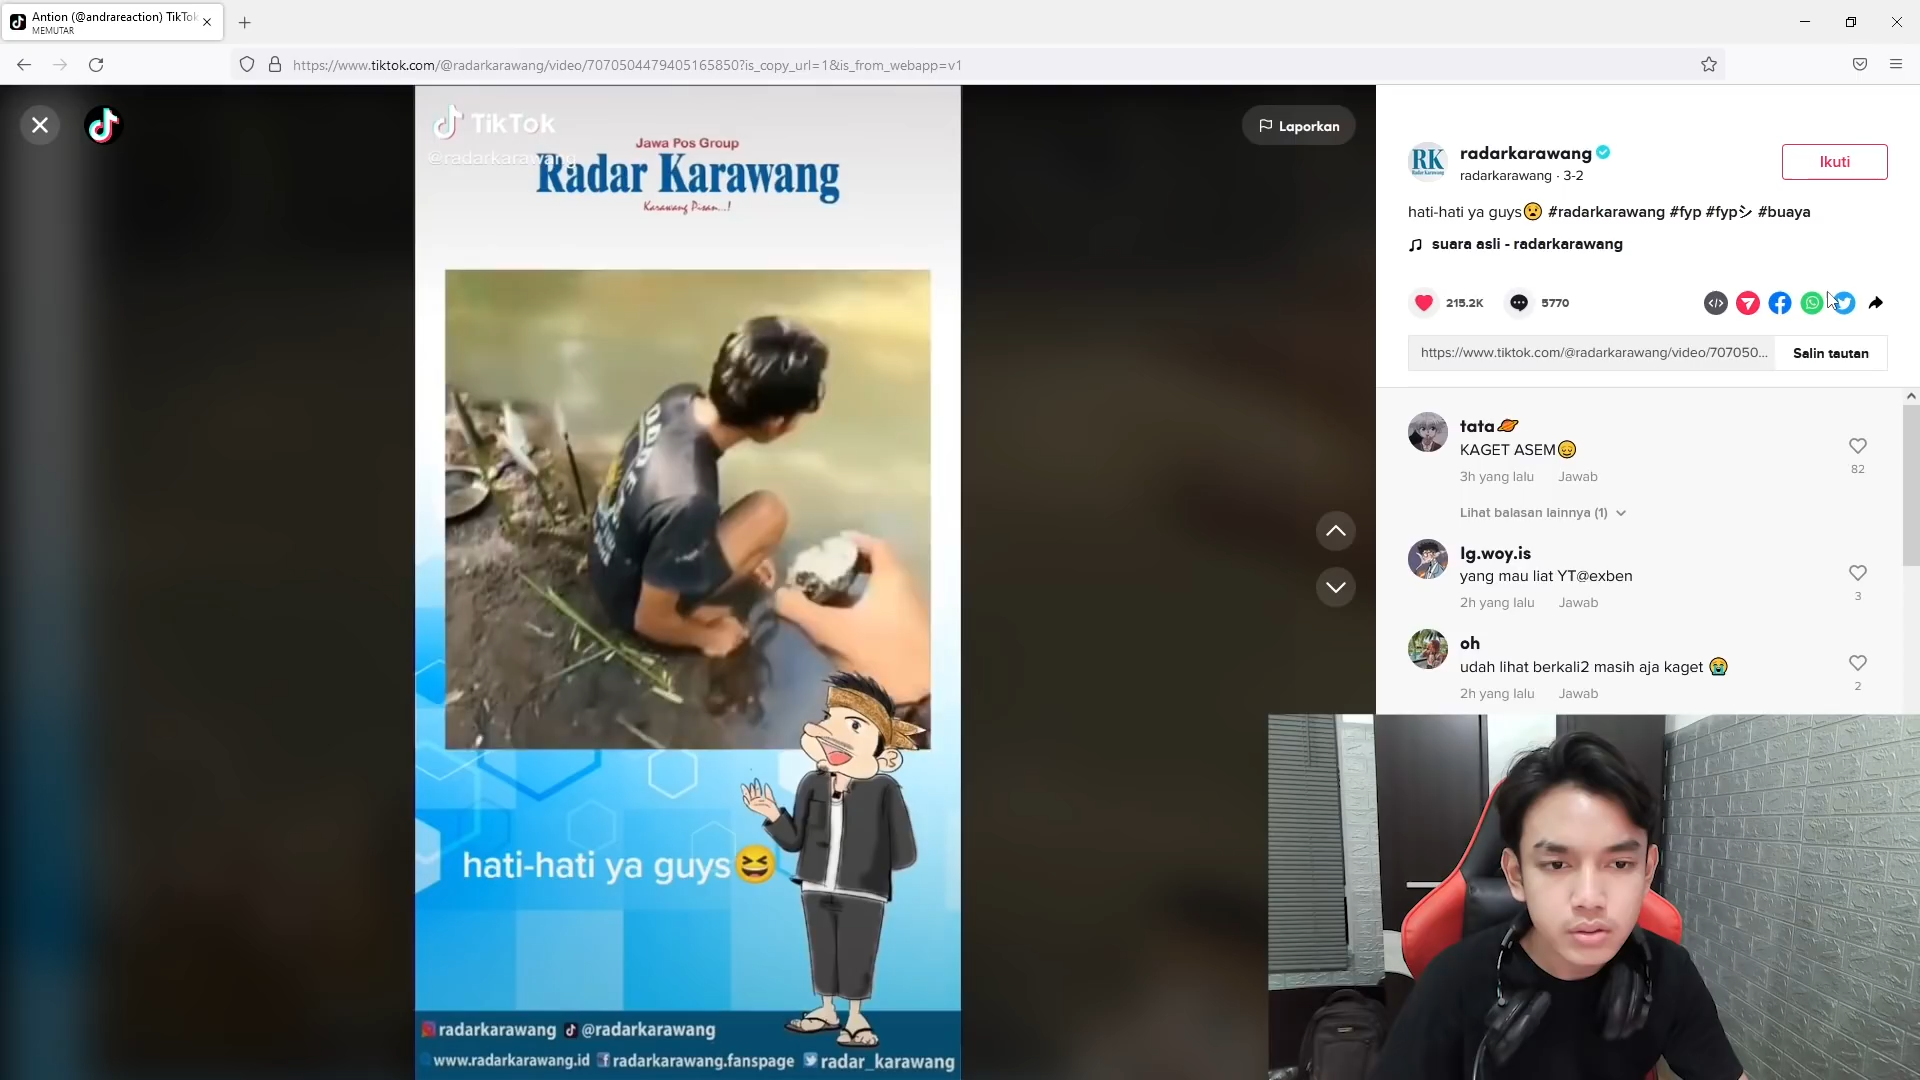 Antion (@andrareaction) TikTok
MEMUTAR
https://www.tiktok.com/@radarkarawang/video/7070504479405165850?is_copy_url=1&is_from_webapp=v1
TikTok
@radarkarawang
Jawa Pos Group
Radar Karawang
Karawang Pisan...!
hati-hati ya guys😆
radarkarawang @radarkarawang
www.radarkarawang.id radarkarawang.fanspage radar_karawang
Laporkan
RK
Radar Karawang
radarkarawang
radarkarawang · 3-2
Ikuti
hati-hati ya guys😧 #radarkarawang #fyp #fypシ #buaya
suara asli - radarkarawang
215.2K 5770
https://www.tiktok.com/@radarkarawang/video/707050... Salin tautan
tata🪐
KAGET ASEM😌
82
3h yang lalu Jawab
Lihat balasan lainnya (1)
lg.woy.is
yang mau liat YT@exben
3
2h yang lalu Jawab
oh
udah lihat berkali2 masih aja kaget 😭
2
2h yang lalu Jawab